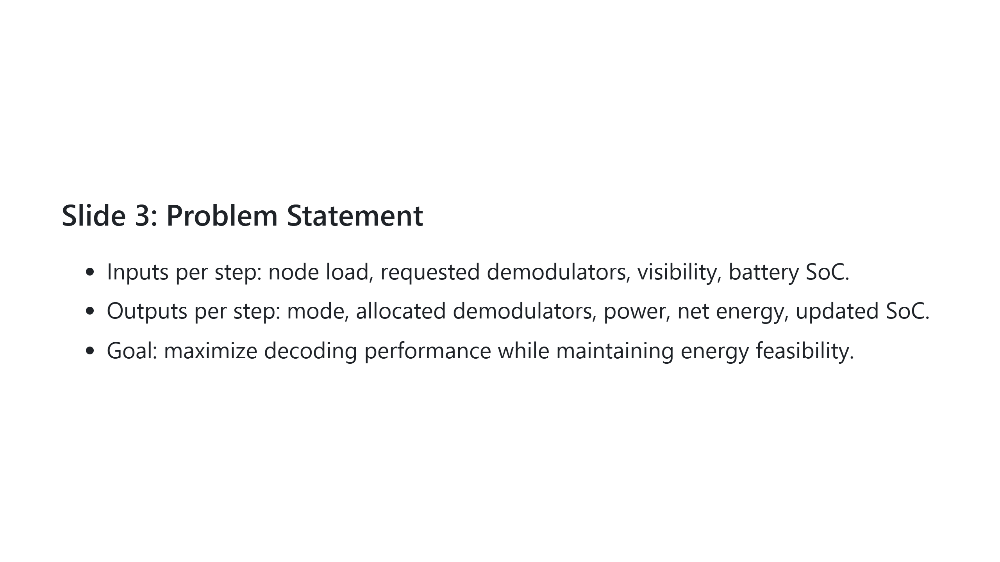 Slide 3: Problem Statement
• Inputs per step: node load, requested demodulators, visibility, battery SoC.
• Outputs per step: mode, allocated demodulators, power, net energy, updated SoC.
• Goal: maximize decoding performance while maintaining energy feasibility.